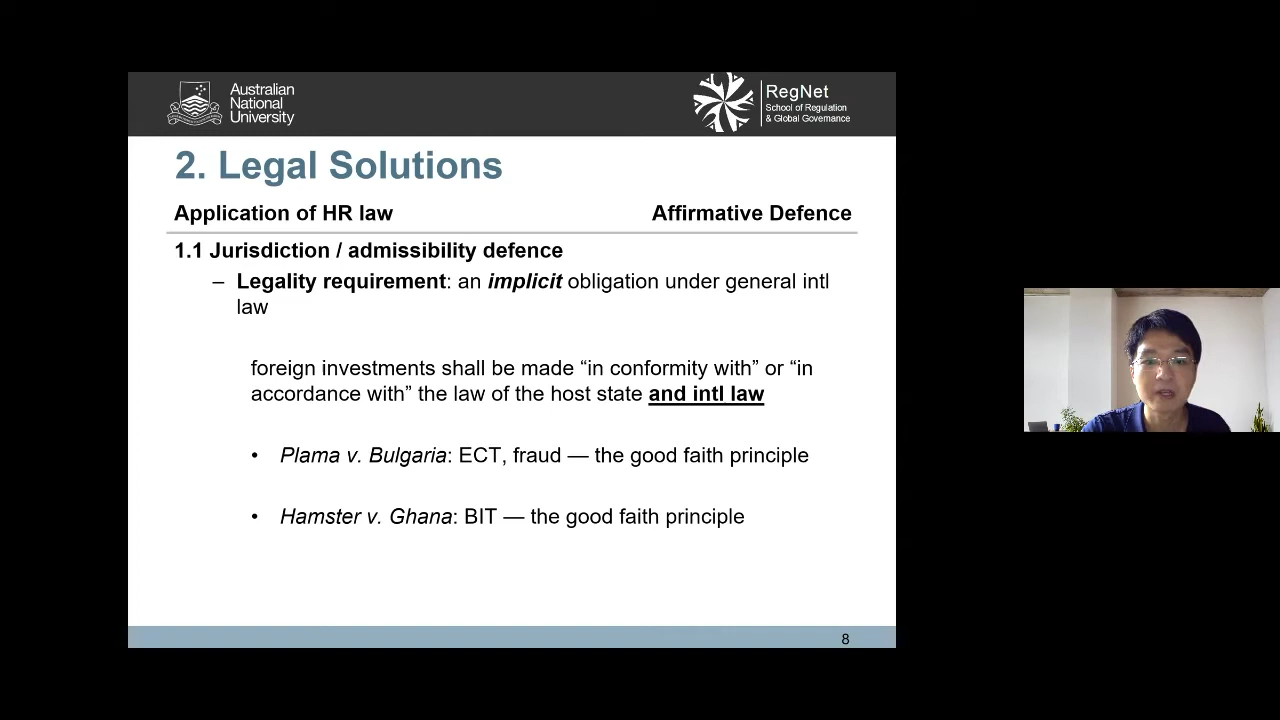 Australian
National
University
RegNet
School of Regulation
& Global Governance
2. Legal Solutions
Application of HR law Affirmative Defence
1.1 Jurisdiction / admissibility defence
– Legality requirement: an implicit obligation under general intl
law
foreign investments shall be made “in conformity with” or “in
accordance with” the law of the host state and intl law
• Plama v. Bulgaria: ECT, fraud — the good faith principle
• Hamster v. Ghana: BIT — the good faith principle
8